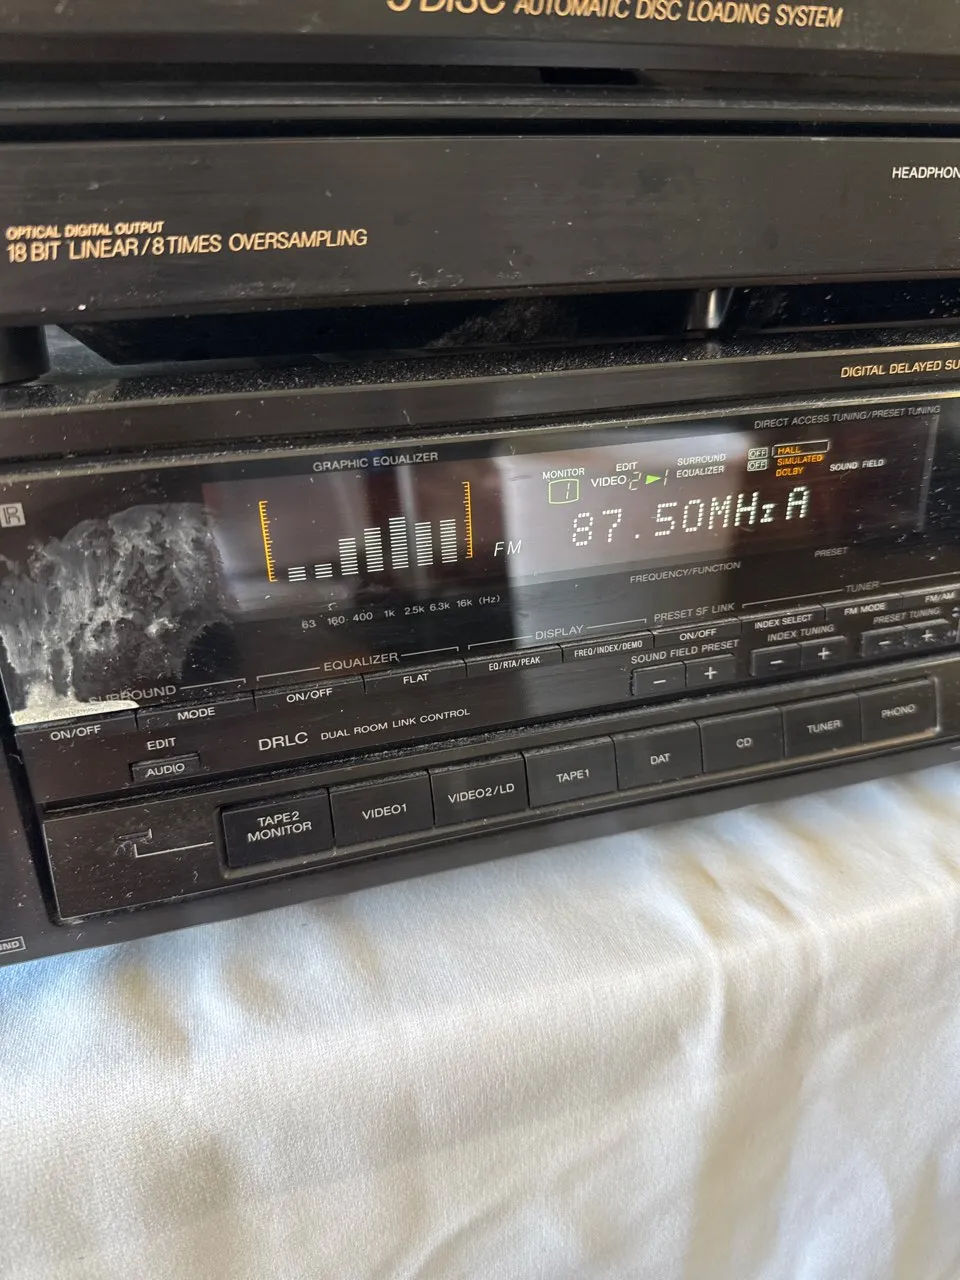 5 DISC AUTOMATIC DISC LOADING SYSTEM
HEADPHON
OPTICAL DIGITAL OUTPUT
18 BIT LINEAR/8 TIMES OVERSAMPLING
DIGITAL DELAYED SU
DIRECT ACCESS TUNING/PRESET TUNING
GRAPHIC EQUALIZER
R
MONITOR
1
EDIT
VIDEO 2 ▶ 1
SURROUND
EQUALIZER
OFF HALL
OFF SIMULATED
DOLBY
SOUND FIELD
FM
87.50MHz A
63 160 400 1k 2.5k 6.3k 16k (Hz)
FREQUENCY/FUNCTION
PRESET
SURROUND
EQUALIZER
DISPLAY
PRESET SF LINK
TUNER
ON/OFF
MODE
ON/OFF
FLAT
EQ/RTA/PEAK
FREQ/INDEX/DEMO
ON/OFF
INDEX SELECT
FM MODE
FM/AM
SOUND FIELD PRESET
INDEX TUNING
PRESET TUNING
− +
− +
− +
EDIT
AUDIO
DRLC DUAL ROOM LINK CONTROL
TAPE2
MONITOR
VIDEO1
VIDEO2/LD
TAPE1
DAT
CD
TUNER
PHONO